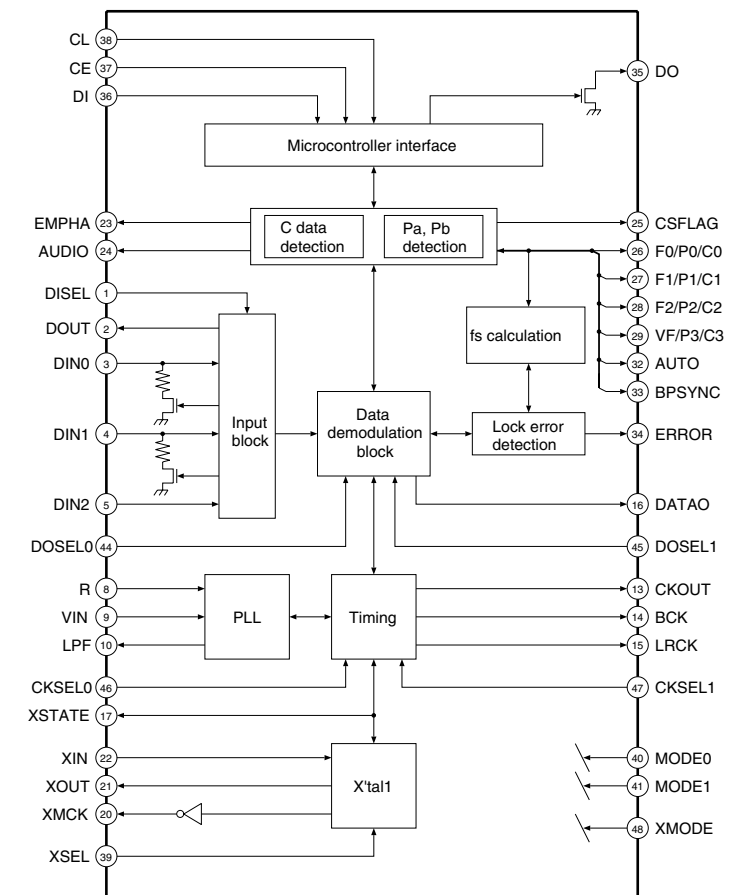 CL 38
CE 37
DI 36
35 DO
Microcontroller interface
EMPHA 23
AUDIO 24
C data
detection
Pa, Pb
detection
25 CSFLAG
26 F0/P0/C0
27 F1/P1/C1
28 F2/P2/C2
29 VF/P3/C3
32 AUTO
33 BPSYNC
34 ERROR
DISEL 1
DOUT 2
DIN0 3
DIN1 4
DIN2 5
Input
block
fs calculation
Data
demodulation
block
Lock error
detection
16 DATAO
DOSEL0 44
45 DOSEL1
R 8
VIN 9
LPF 10
PLL
Timing
13 CKOUT
14 BCK
15 LRCK
CKSEL0 46
47 CKSEL1
XSTATE 17
XIN 22
XOUT 21
XMCK 20
XSEL 39
X'tal1
40 MODE0
41 MODE1
48 XMODE